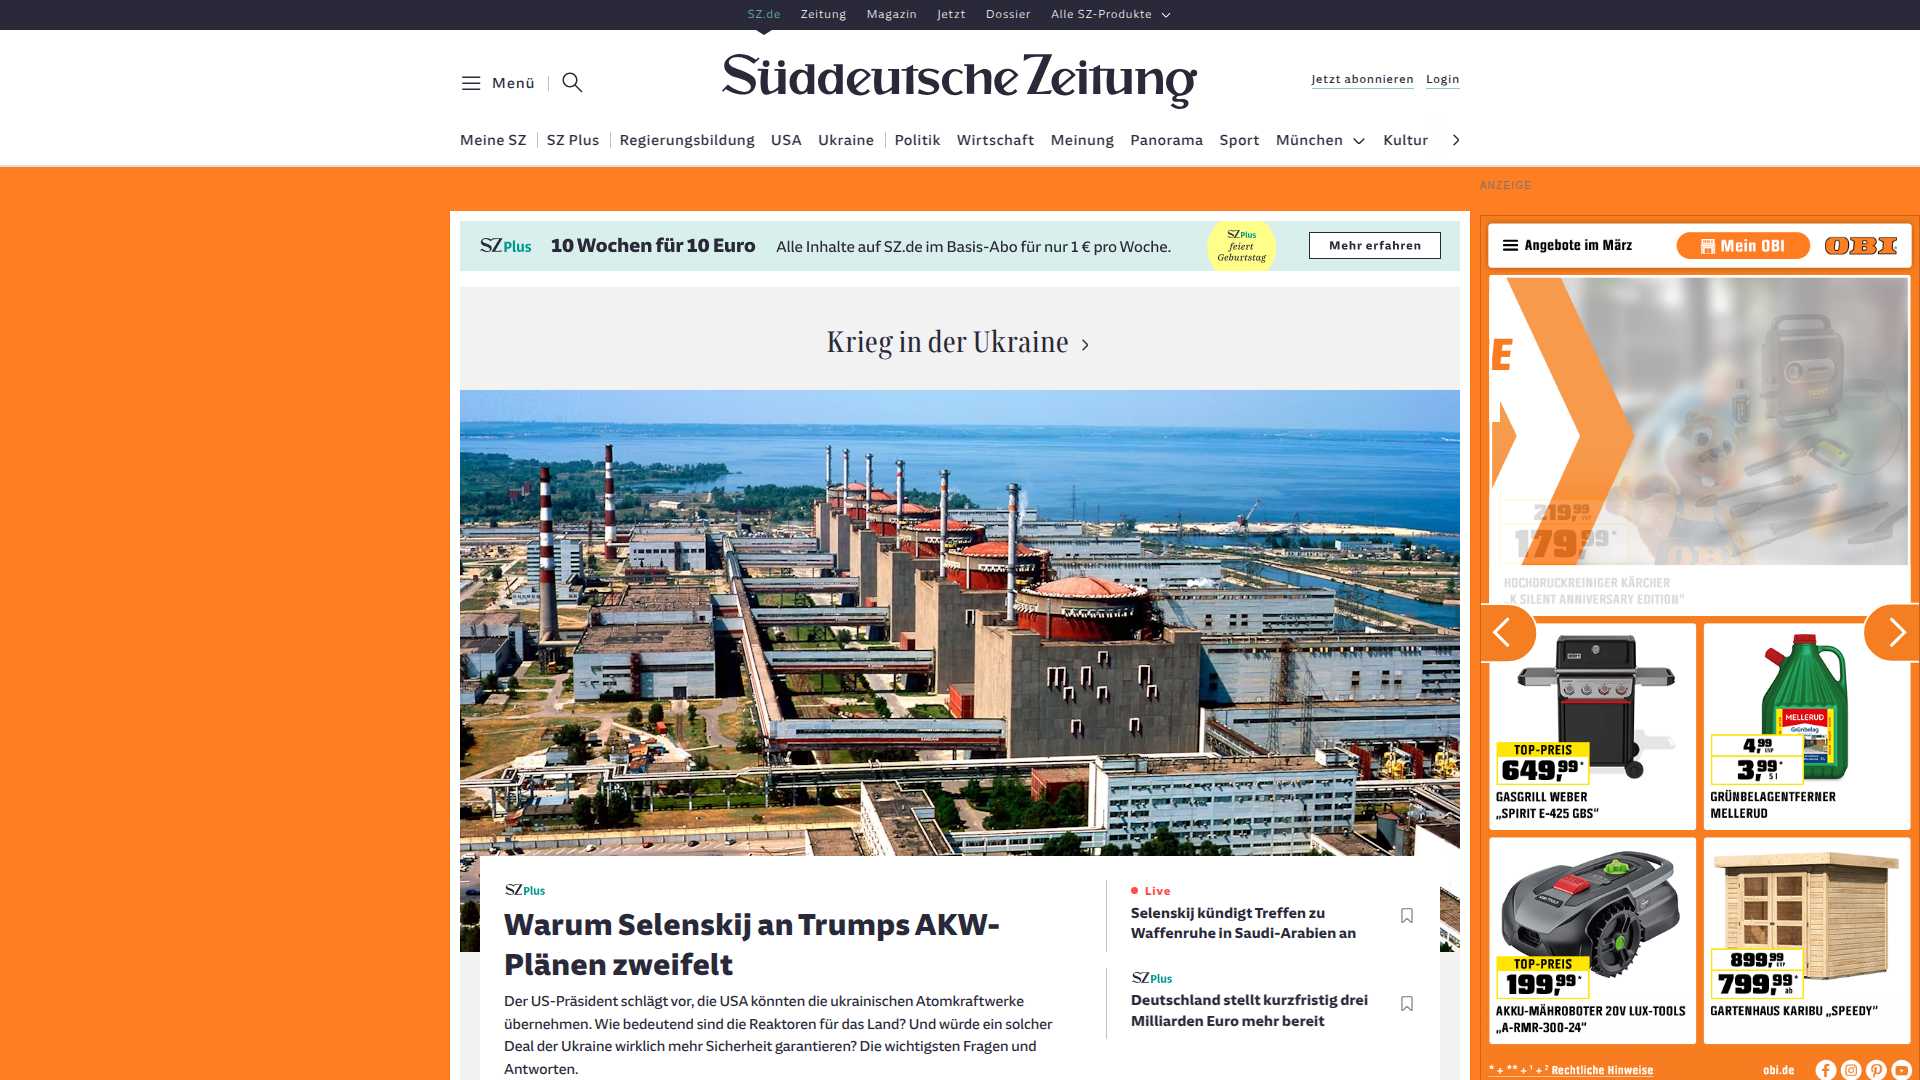 SZ.de Zeitung Magazin Jetzt Dossier Alle SZ-Produkte
Menü
Süddeutsche Zeitung
Jetzt abonnieren Login
Meine SZ SZ Plus Regierungsbildung USA Ukraine Politik Wirtschaft Meinung Panorama Sport München Kultur
ANZEIGE
SZ Plus 10 Wochen für 10 Euro Alle Inhalte auf SZ.de im Basis-Abo für nur 1 € pro Woche.
SZ Plus
feiert
Geburtstag
Mehr erfahren
Krieg in der Ukraine
SZ Plus
Warum Selenskij an Trumps AKW-
Plänen zweifelt
Der US-Präsident schlägt vor, die USA könnten die ukrainischen Atomkraftwerke
übernehmen. Wie bedeutend sind die Reaktoren für das Land? Und würde ein solcher
Deal der Ukraine wirklich mehr Sicherheit garantieren? Die wichtigsten Fragen und
Antworten.
Live
Selenskij kündigt Treffen zu
Waffenruhe in Saudi-Arabien an
SZ Plus
Deutschland stellt kurzfristig drei
Milliarden Euro mehr bereit
Angebote im März Mein OBI OBI
E
219,99
179,99*
OBI
HOCHDRUCKREINIGER KÄRCHER
„K SILENT ANNIVERSARY EDITION"
TOP-PREIS
649,99*
GASGRILL WEBER
„SPIRIT E-425 GBS"
MELLERUD
Grünbelag
4,99 UVP
3,99* 5 l
GRÜNBELAGENTFERNER
MELLERUD
TOP-PREIS
199,99*
AKKU-MÄHROBOTER 20V LUX-TOOLS
„A-RMR-300-24"
899,99 UVP
799,99* ab
GARTENHAUS KARIBU „SPEEDY"
* + ** + ¹ + ² Rechtliche Hinweise obi.de